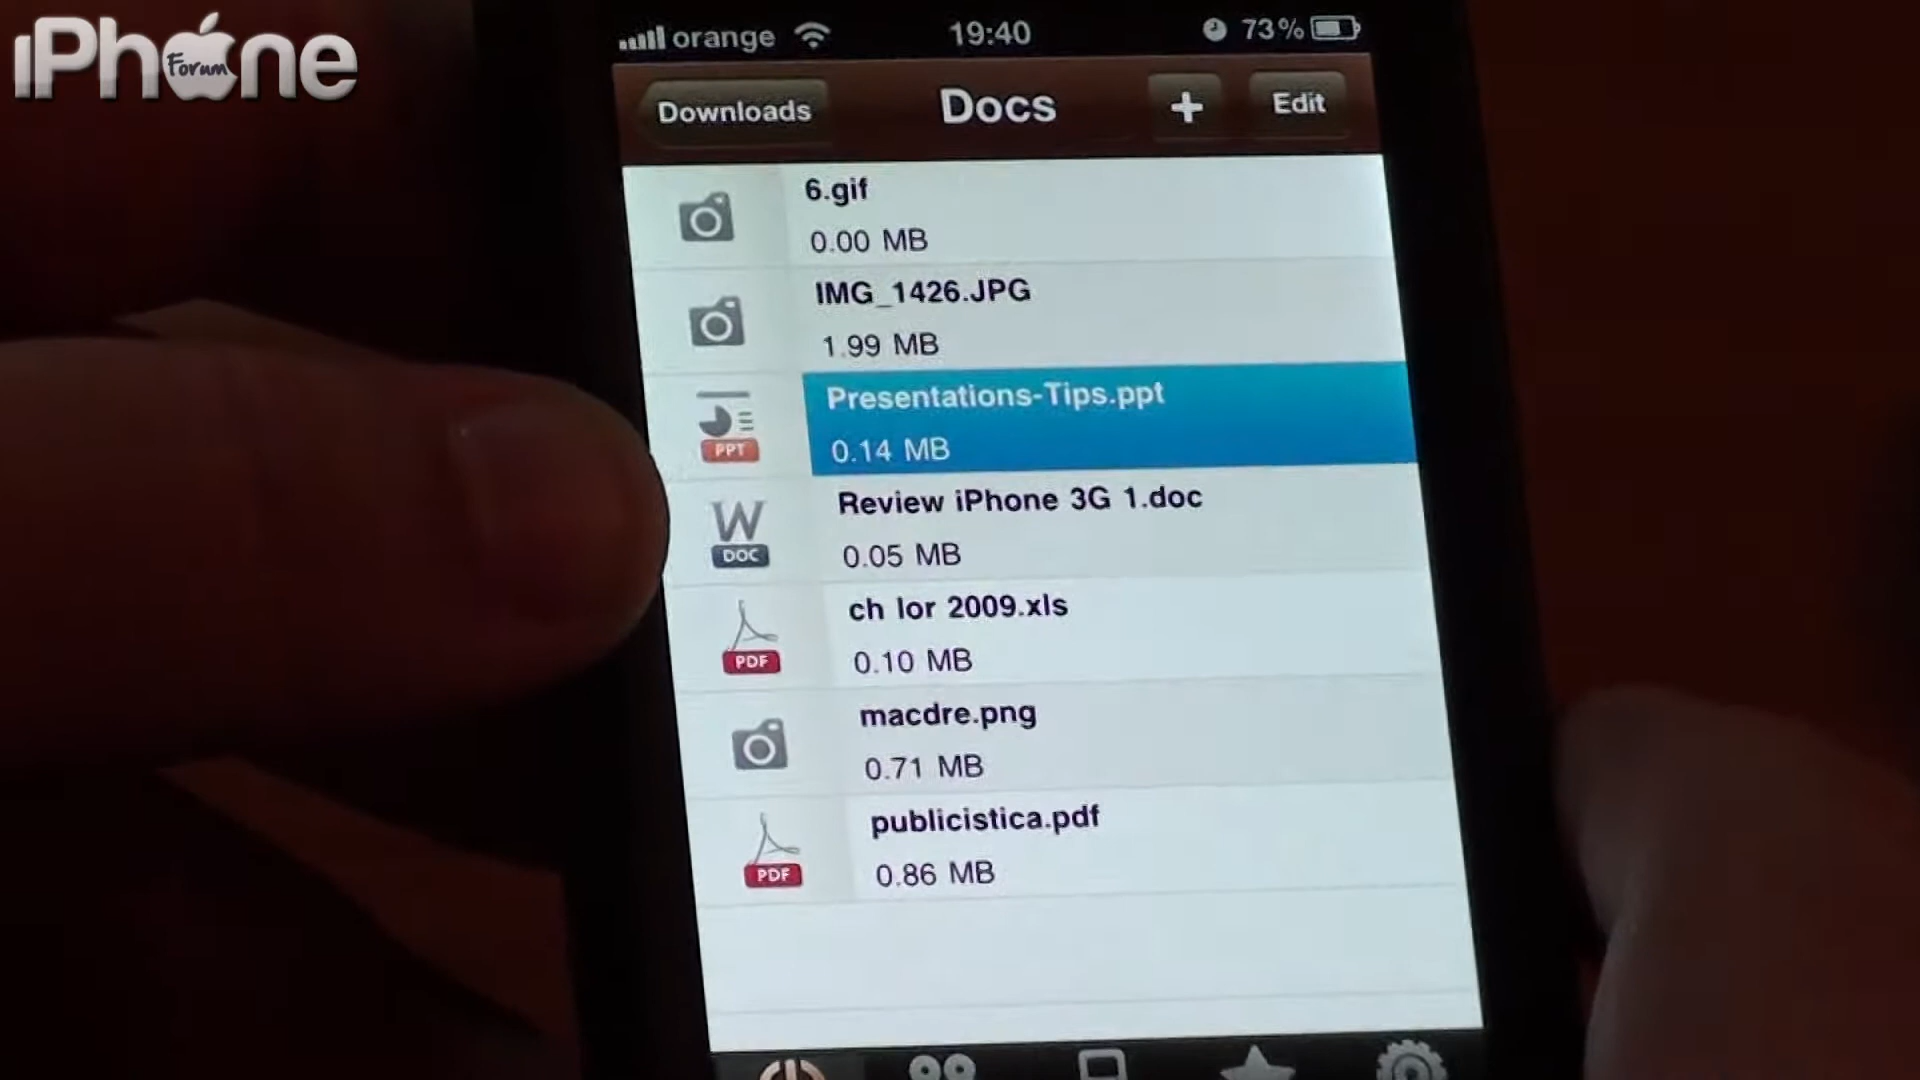 iPhone
Forum
orange 19:40 73%
Downloads Docs + Edit
6.gif
0.00 MB
IMG_1426.JPG
1.99 MB
Presentations-Tips.ppt
0.14 MB
PPT
Review iPhone 3G 1.doc
0.05 MB
W
DOC
ch lor 2009.xls
0.10 MB
PDF
macdre.png
0.71 MB
publicistica.pdf
0.86 MB
PDF